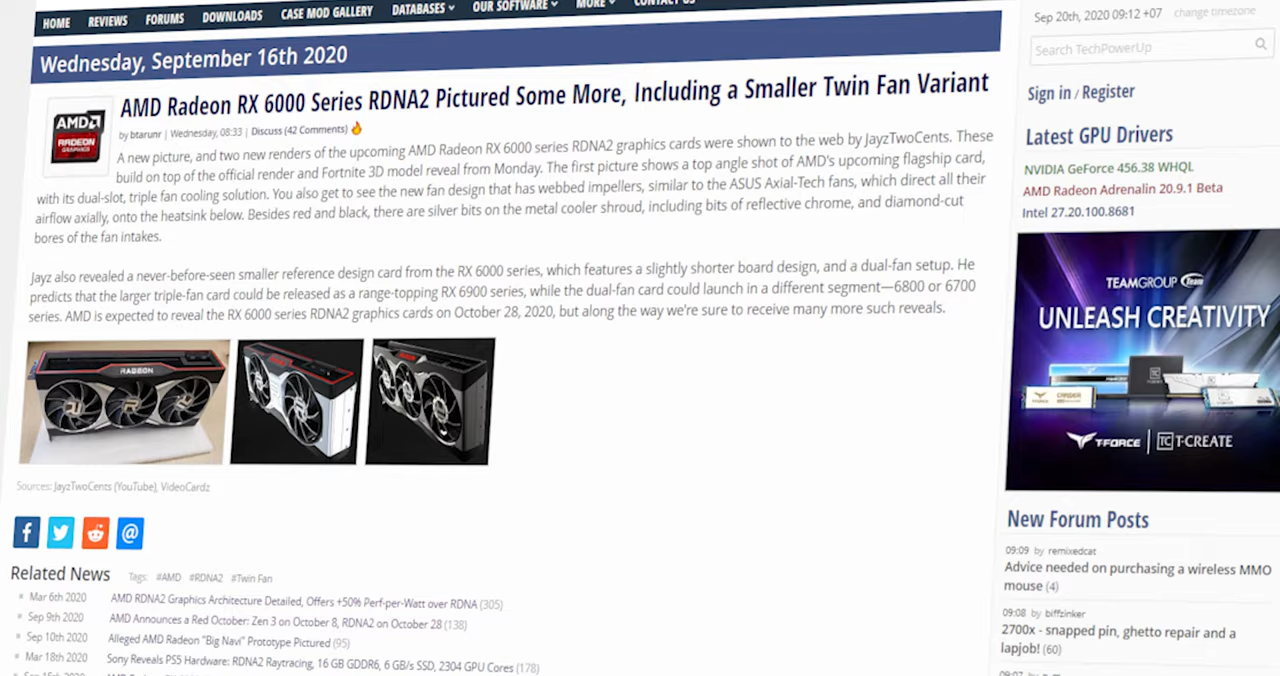 HOME REVIEWS FORUMS DOWNLOADS CASE MOD GALLERY DATABASES OUR SOFTWARE MORE CONTACT US
Wednesday, September 16th 2020
AMD Radeon RX 6000 Series RDNA2 Pictured Some More, Including a Smaller Twin Fan Variant
by btarunr | Wednesday, 08:33 | Discuss (42 Comments)
A new picture, and two new renders of the upcoming AMD Radeon RX 6000 series RDNA2 graphics cards were shown to the web by JayzTwoCents. These
build on top of the official render and Fortnite 3D model reveal from Monday. The first picture shows a top angle shot of AMD's upcoming flagship card,
with its dual-slot, triple fan cooling solution. You also get to see the new fan design that has webbed impellers, similar to the ASUS Axial-Tech fans, which direct all their
airflow axially, onto the heatsink below. Besides red and black, there are silver bits on the metal cooler shroud, including bits of reflective chrome, and diamond-cut
bores of the fan intakes.
Jayz also revealed a never-before-seen smaller reference design card from the RX 6000 series, which features a slightly shorter board design, and a dual-fan setup. He
predicts that the larger triple-fan card could be released as a range-topping RX 6900 series, while the dual-fan card could launch in a different segment—6800 or 6700
series. AMD is expected to reveal the RX 6000 series RDNA2 graphics cards on October 28, 2020, but along the way we're sure to receive many more such reveals.
AMD
RADEON
GRAPHICS
RADEON
Sources: JayzTwoCents (YouTube), VideoCardz
Related News Tags: #AMD #RDNA2 #Twin Fan
Mar 6th 2020 AMD RDNA2 Graphics Architecture Detailed, Offers +50% Perf-per-Watt over RDNA (305)
Sep 9th 2020 AMD Announces a Red October: Zen 3 on October 8, RDNA2 on October 28 (138)
Sep 10th 2020 Alleged AMD Radeon "Big Navi" Prototype Pictured (95)
Mar 18th 2020 Sony Reveals PS5 Hardware: RDNA2 Raytracing, 16 GB GDDR6, 6 GB/s SSD, 2304 GPU Cores (178)
Sep 20th, 2020 09:12 +07 change timezone
Search TechPowerUp
Sign in / Register
Latest GPU Drivers
NVIDIA GeForce 456.38 WHQL
AMD Radeon Adrenalin 20.9.1 Beta
Intel 27.20.100.8681
TEAMGROUP Team
UNLEASH CREATIVITY
T-FORCE | TC T-CREATE
New Forum Posts
09:09 by remixedcat
Advice needed on purchasing a wireless MMO
mouse (4)
09:08 by biffzinker
2700x - snapped pin, ghetto repair and a
lapjob! (60)